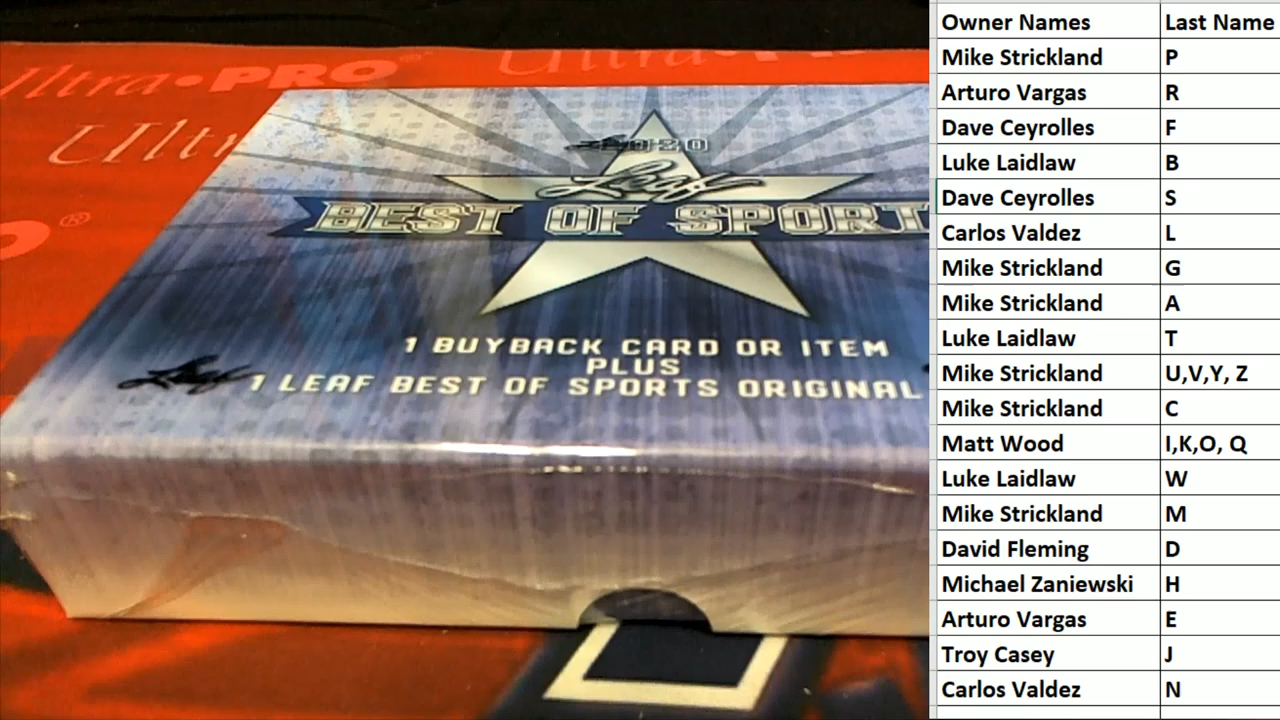 Ultra•PRO®
Ultra
Ultr
O®
2020
Leaf
BEST OF SPORT
1 BUYBACK CARD OR ITEM
PLUS
1 LEAF BEST OF SPORTS ORIGINAL
Leaf
Owner Names Last Name
Mike Strickland P
Arturo Vargas R
Dave Ceyrolles F
Luke Laidlaw B
Dave Ceyrolles S
Carlos Valdez L
Mike Strickland G
Mike Strickland A
Luke Laidlaw T
Mike Strickland U,V,Y, Z
Mike Strickland C
Matt Wood I,K,O, Q
Luke Laidlaw W
Mike Strickland M
David Fleming D
Michael Zaniewski H
Arturo Vargas E
Troy Casey J
Carlos Valdez N